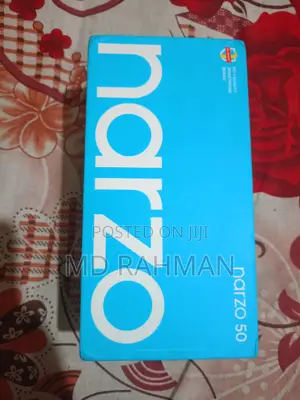 narzo
narzo 50
POSTED ON JIJI
MD RAHMAN